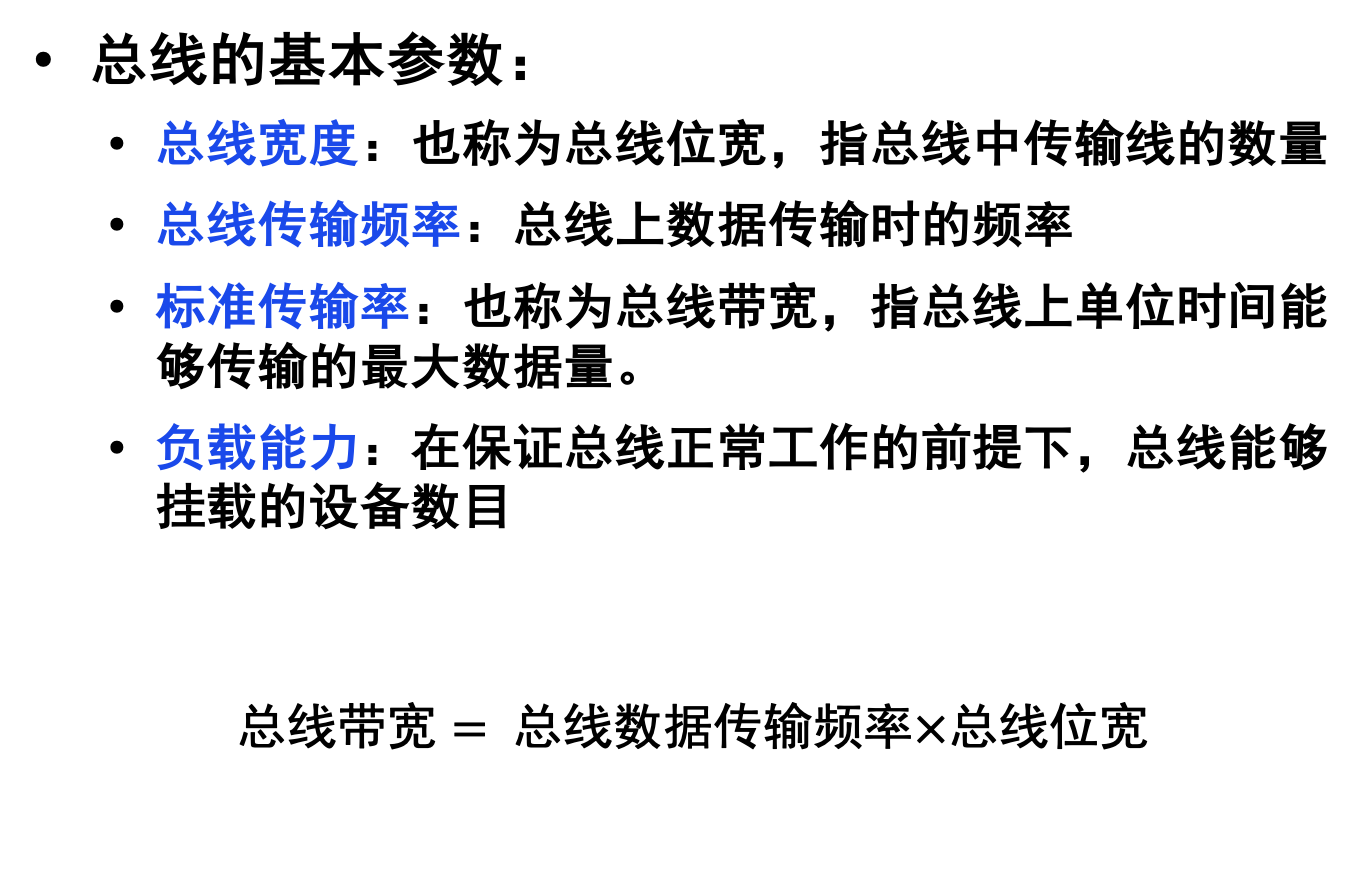 • 总线的基本参数：
• 总线宽度：也称为总线位宽，指总线中传输线的数量
• 总线传输频率：总线上数据传输时的频率
• 标准传输率：也称为总线带宽，指总线上单位时间能
够传输的最大数据量。
• 负载能力：在保证总线正常工作的前提下，总线能够
挂载的设备数目
总线带宽 = 总线数据传输频率×总线位宽